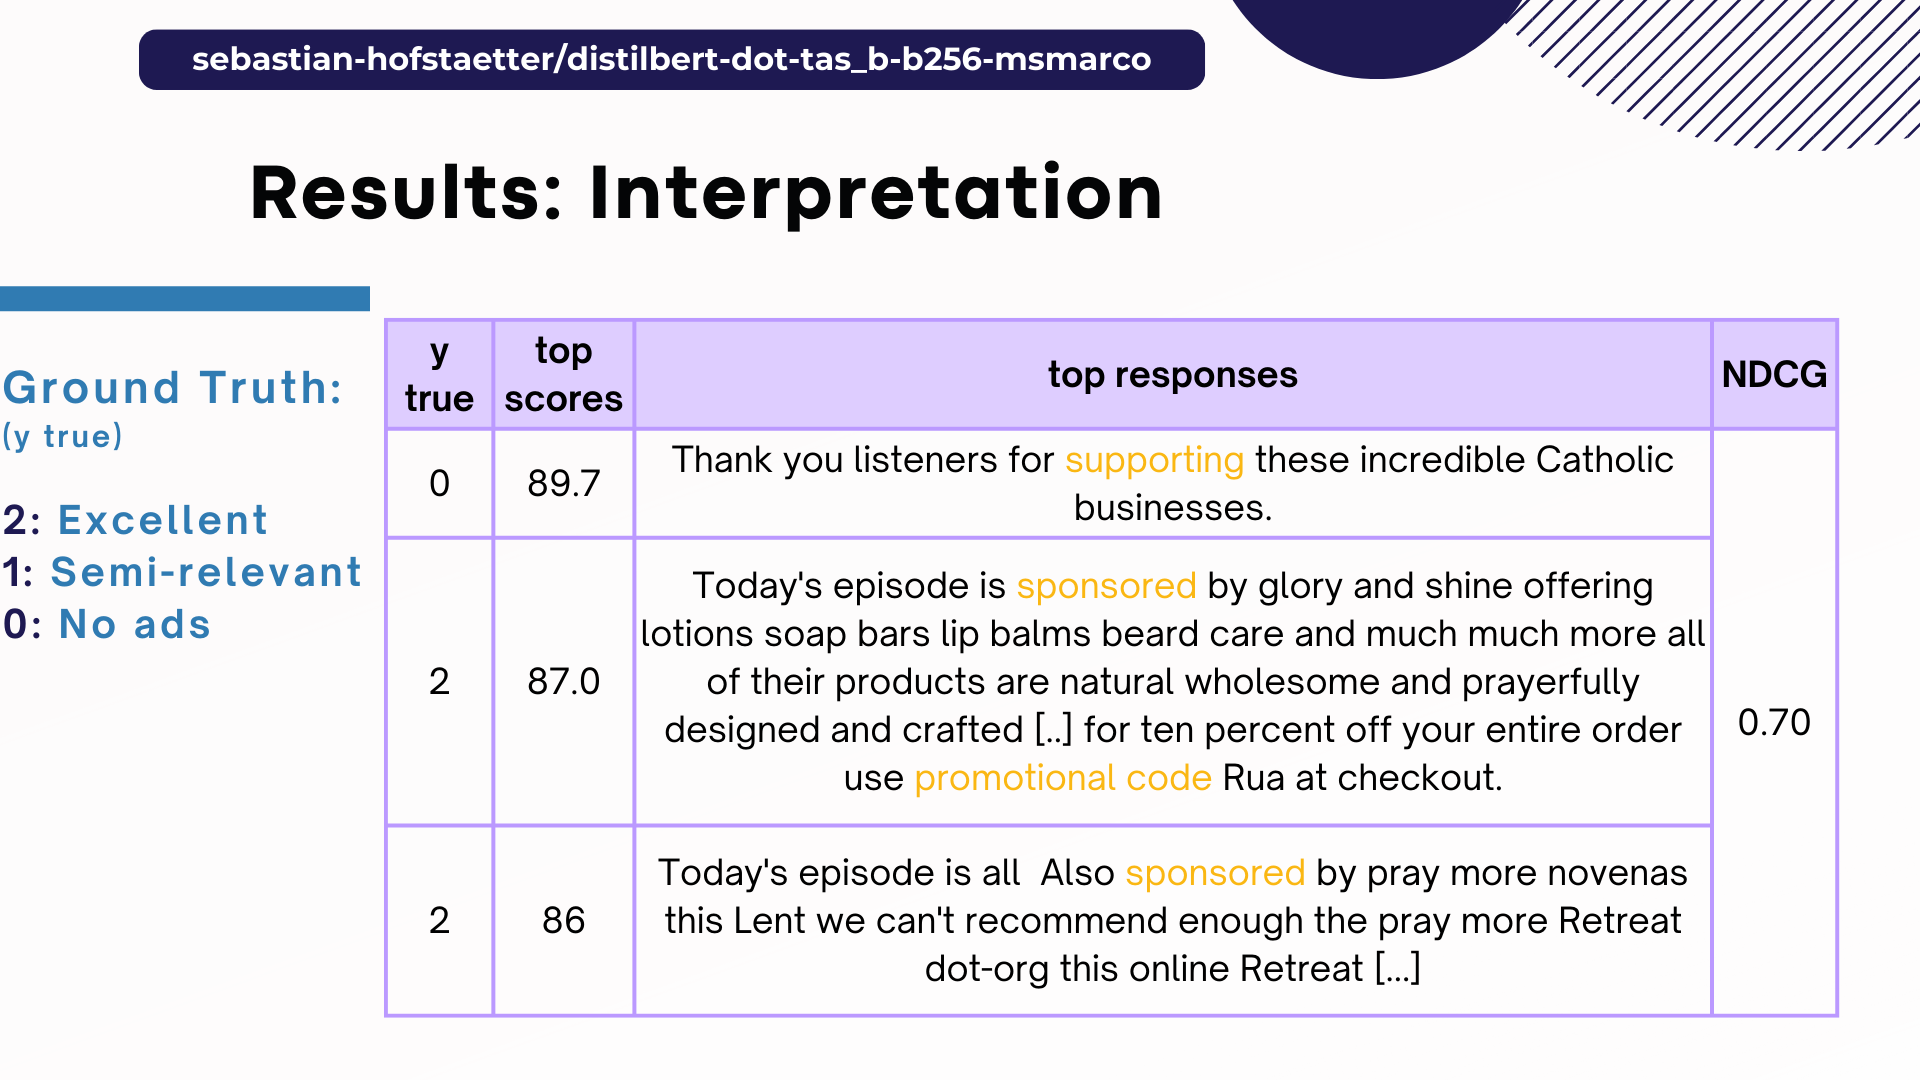 sebastian-hofstaetter/distilbert-dot-tas_b-b256-msmarco
Results: Interpretation
Ground Truth:
(y true)
2: Excellent
1: Semi-relevant
0: No ads
y true
top scores
top responses
NDCG
0
89.7
Thank you listeners for supporting these incredible Catholic
businesses.
2
87.0
Today's episode is sponsored by glory and shine offering
lotions soap bars lip balms beard care and much much more all
of their products are natural wholesome and prayerfully
designed and crafted [..] for ten percent off your entire order
use promotional code Rua at checkout.
0.70
2
86
Today's episode is all  Also sponsored by pray more novenas
this Lent we can't recommend enough the pray more Retreat
dot-org this online Retreat [...]